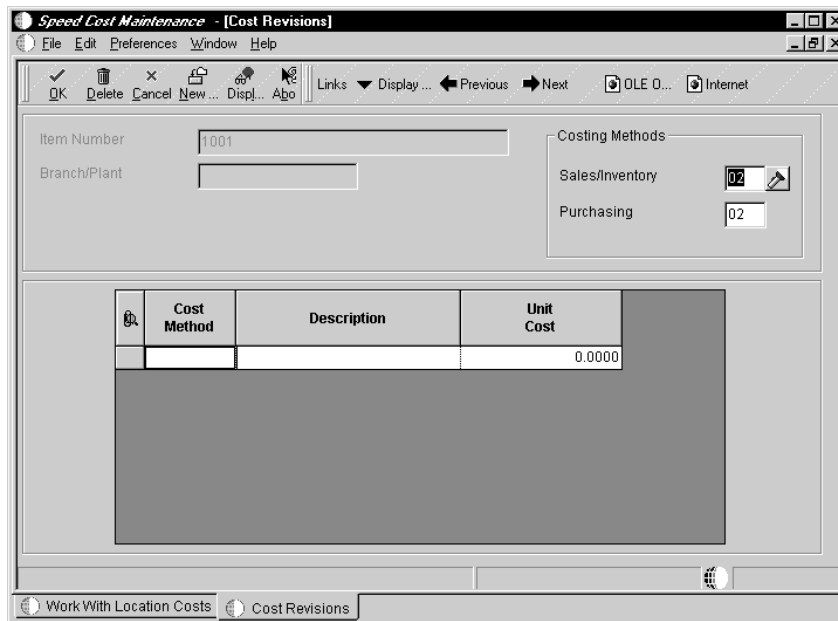 Speed Cost Maintenance - [Cost Revisions]
File Edit Preferences Window Help
OK Delete Cancel New ... Displ... Abo Links Display ... Previous Next OLE O... Internet
Item Number 1001
Branch/Plant
Costing Methods
Sales/Inventory 02
Purchasing 02
Cost Method Description Unit Cost
0.0000
Work With Location Costs Cost Revisions